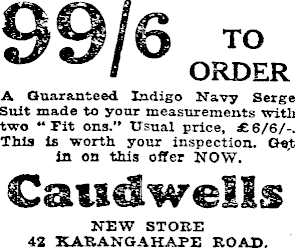 99/6 TO
ORDER
A Guaranteed Indigo Navy Serge
Suit made to your measurements with
two "Fit ons." Usual price, £6/6/-.
This is worth your inspection. Get
in on this offer NOW.
Caudwells
NEW STORE
42 KARANGAHAPE ROAD.